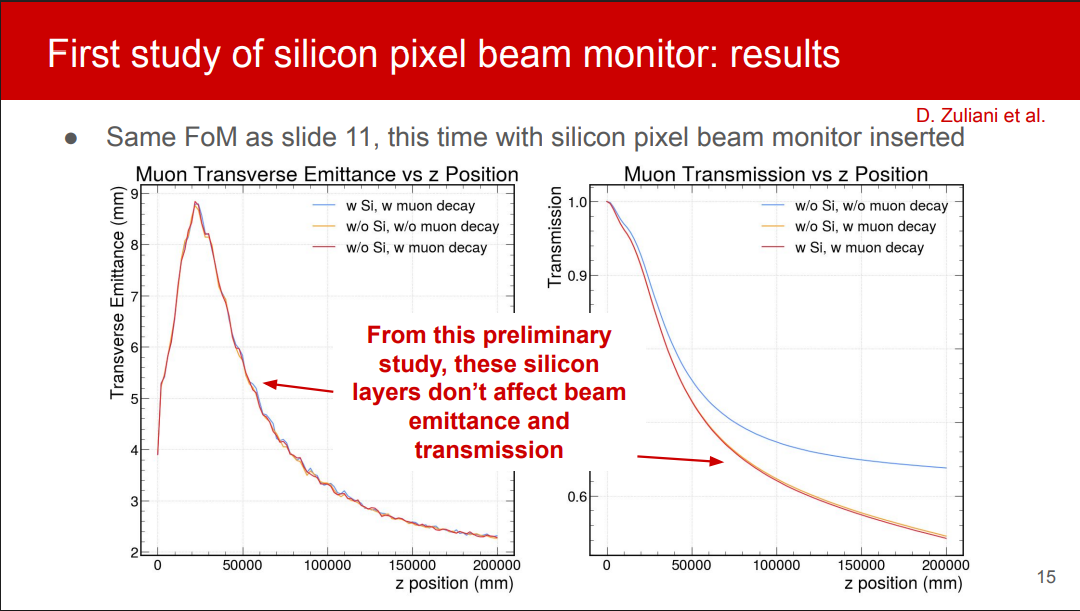 First study of silicon pixel beam monitor: results
D. Zuliani et al.
● Same FoM as slide 11, this time with silicon pixel beam monitor inserted
Muon Transverse Emittance vs z Position
Transverse Emittance (mm)
9
8
7
6
5
4
3
2
w Si, w muon decay
w/o Si, w/o muon decay
w/o Si, w muon decay
0 50000 100000 150000 200000
z position (mm)
Muon Transmission vs z Position
Transmission
1.0
0.9
0.6
w/o Si, w/o muon decay
w/o Si, w muon decay
w Si, w muon decay
0 50000 100000 150000 200000
z position (mm)
From this preliminary
study, these silicon
layers don’t affect beam
emittance and
transmission
15